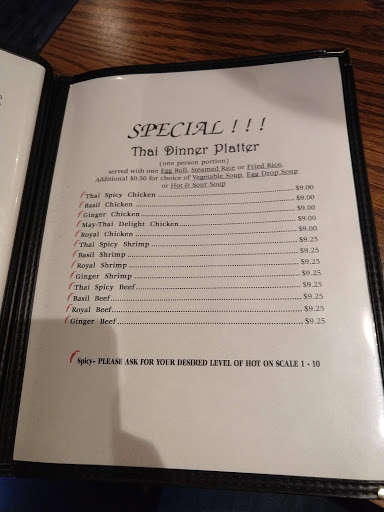 SPECIAL ! ! !
Thai Dinner Platter
(one person portion)
served with one Egg Roll, Steamed Rice or Fried Rice,
Additional $0.50 for choice of Vegetable Soup, Egg Drop Soup
or Hot & Sour Soup
Thai Spicy Chicken ........ $9.00
Basil Chicken ........ $9.00
Ginger Chicken ........ $9.00
May-Thai Delight Chicken ........ $9.00
Royal Chicken ........ $9.00
Thai Spicy Shrimp ........ $9.25
Basil Shrimp ........ $9.25
Royal Shrimp ........ $9.25
Ginger Shrimp ........ $9.25
Thai Spicy Beef ........ $9.25
Basil Beef ........ $9.25
Royal Beef ........ $9.25
Ginger Beef ........ $9.25
Spicy- PLEASE ASK FOR YOUR DESIRED LEVEL OF HOT ON SCALE 1 - 10